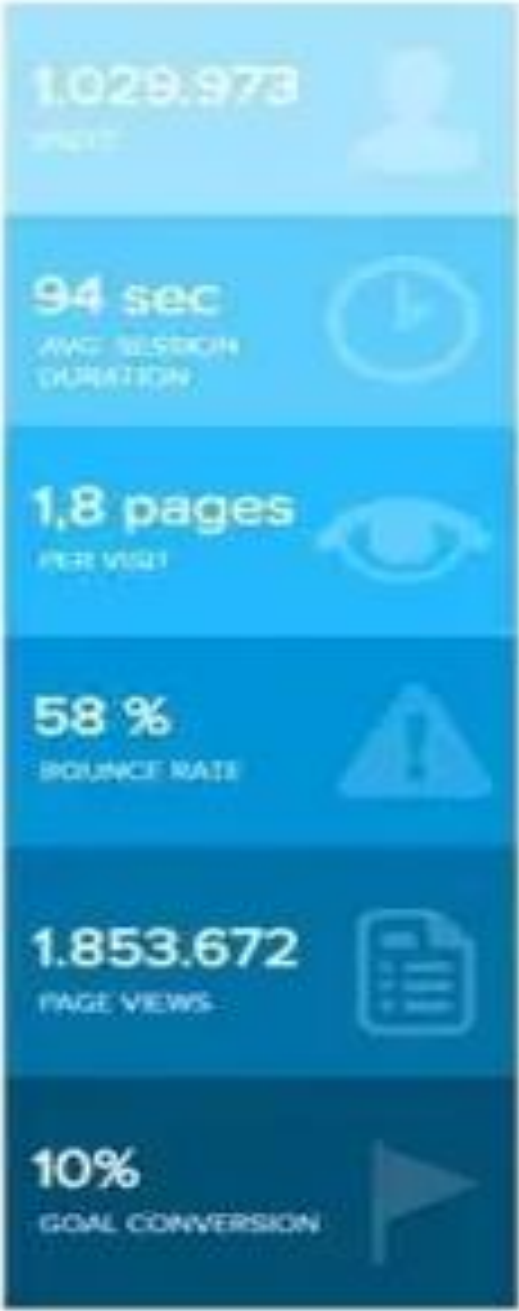 1.029.973
VISIT
94 sec
AVG SESSION
DURATION
1,8 pages
PER VISIT
58 %
BOUNCE RATE
1.853.672
PAGE VIEWS
10%
GOAL CONVERSION